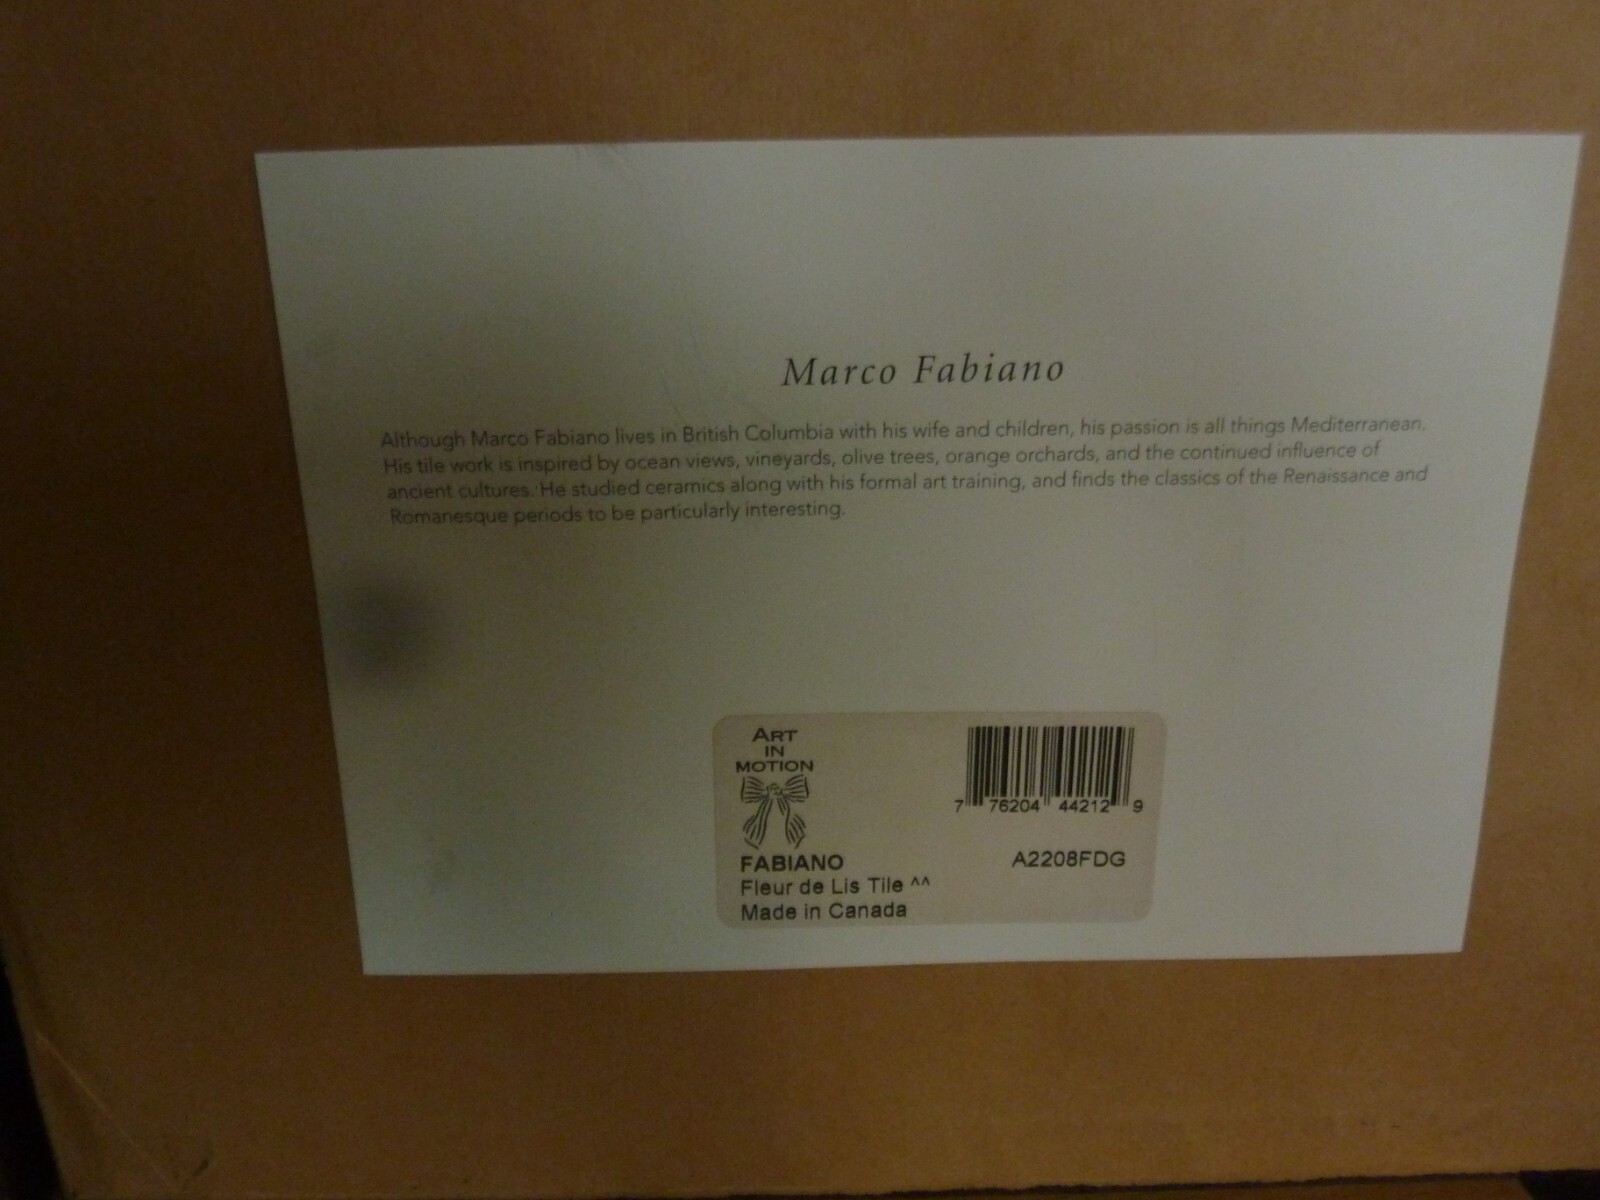 Marco Fabiano
Although Marco Fabiano lives in British Columbia with his wife and children, his passion is all things Mediterranean.
His tile work is inspired by ocean views, vineyards, olive trees, orange orchards, and the continued influence of
ancient cultures. He studied ceramics along with his formal art training, and finds the classics of the Renaissance and
Romanesque periods to be particularly interesting.
ART
IN
MOTION
7 76204 44212 9
FABIANO
A2208FDG
Fleur de Lis Tile ^^
Made in Canada